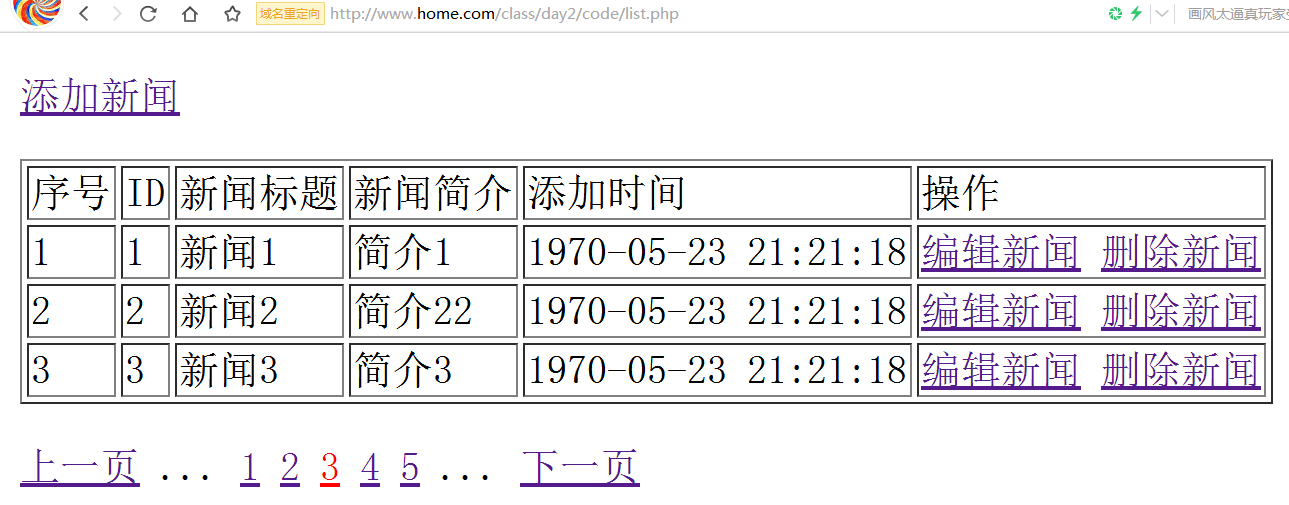 域名重定向 http://www.home.com/class/day2/code/list.php 画风太逼真玩家
添加新闻
序号 ID 新闻标题 新闻简介 添加时间 操作
1 1 新闻1 简介1 1970-05-23 21:21:18 编辑新闻 删除新闻
2 2 新闻2 简介22 1970-05-23 21:21:18 编辑新闻 删除新闻
3 3 新闻3 简介3 1970-05-23 21:21:18 编辑新闻 删除新闻
上一页 ... 1 2 3 4 5 ... 下一页